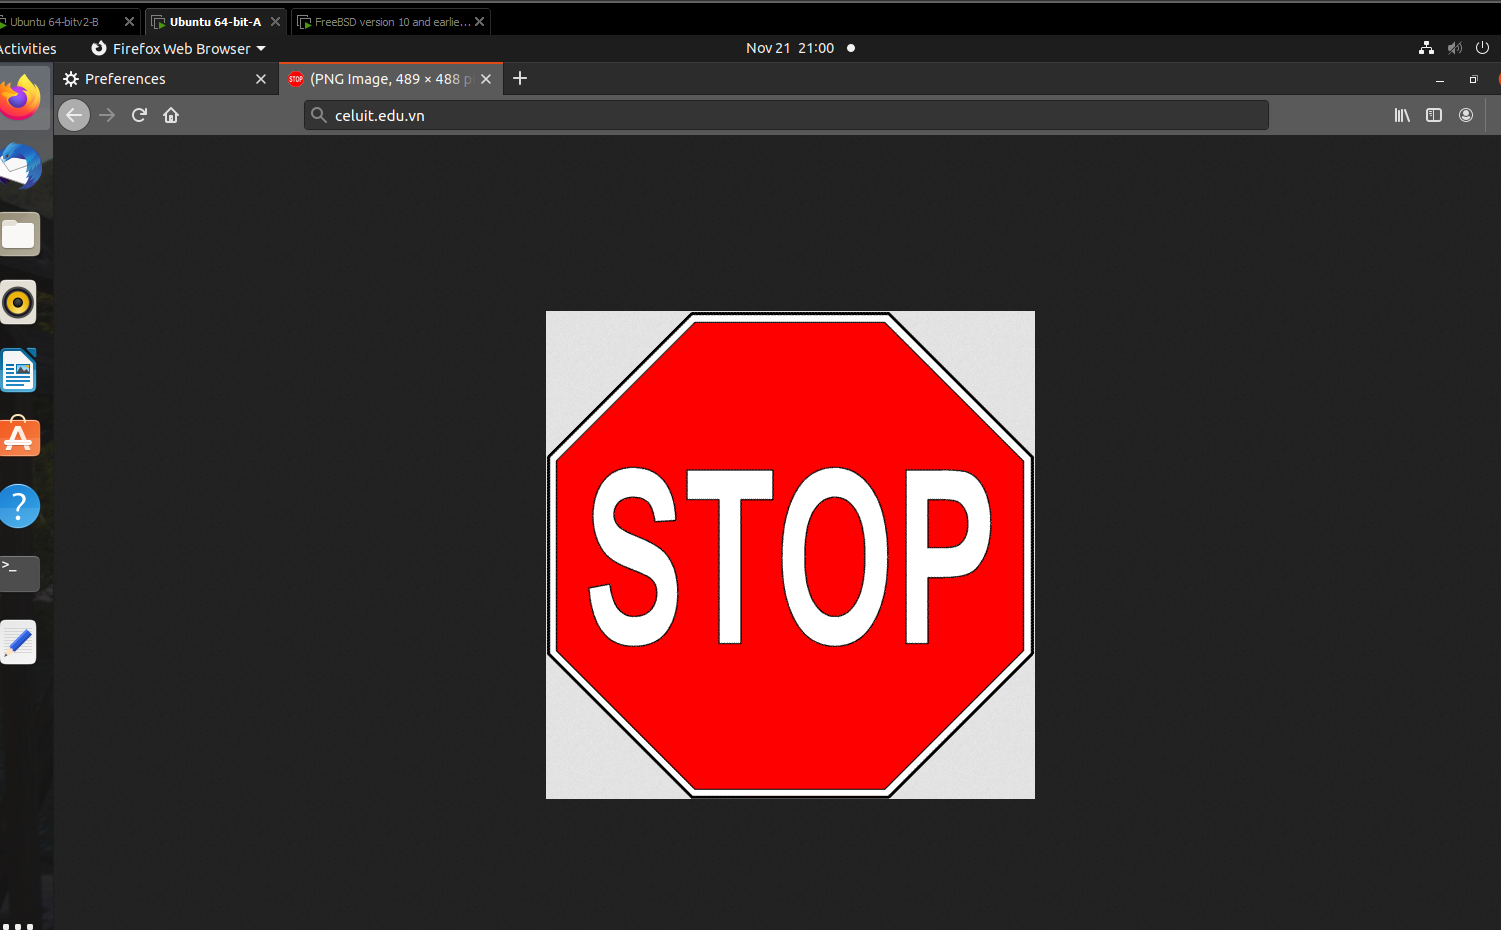 Ubuntu 64-bitv2-B
Ubuntu 64-bit-A
FreeBSD version 10 and earlie...
Activities
Firefox Web Browser
Nov 21 21:00
Preferences
STOP
(PNG Image, 489 × 488 p
celuit.edu.vn
STOP
?
>_